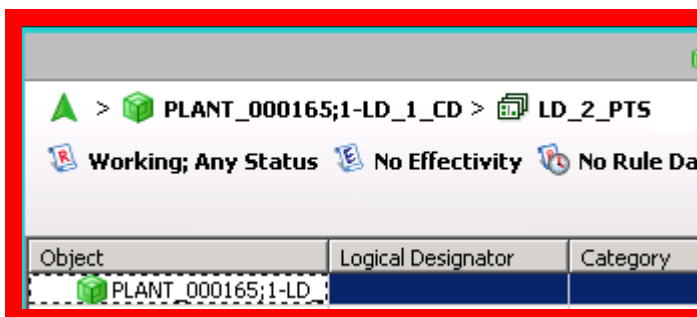 > PLANT_000165;1-LD_1_CD > LD_2_PTS
Working; Any Status No Effectivity No Rule Da
Object Logical Designator Category
PLANT_000165;1-LD_